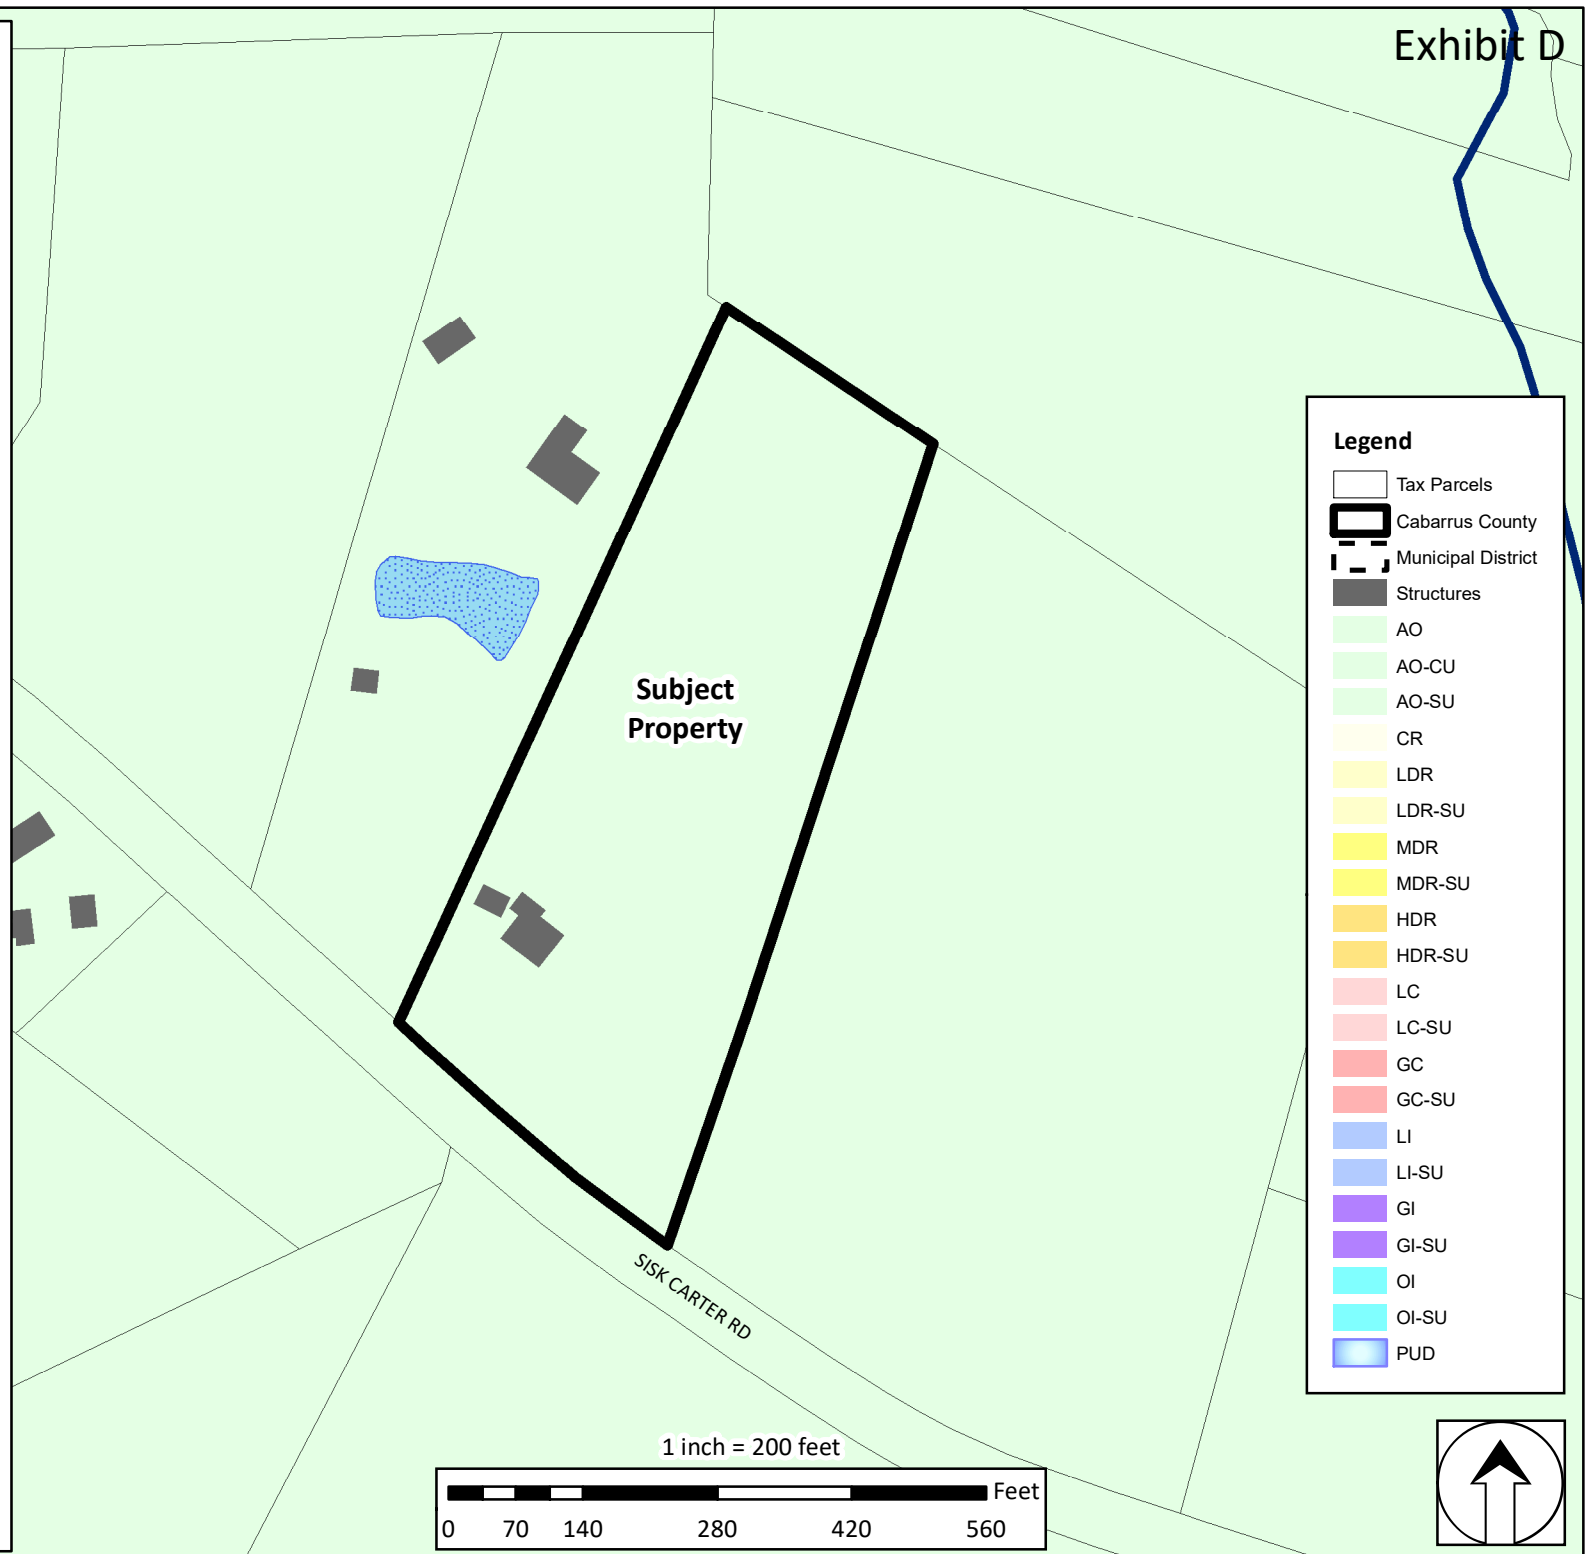 Exhibit D
Subject
Property
SISK CARTER RD
Legend
Tax Parcels
Cabarrus County
Municipal District
Structures
AO
AO-CU
AO-SU
CR
LDR
LDR-SU
MDR
MDR-SU
HDR
HDR-SU
LC
LC-SU
GC
GC-SU
LI
LI-SU
GI
GI-SU
OI
OI-SU
PUD
1 inch = 200 feet
Feet
0 70 140 280 420 560